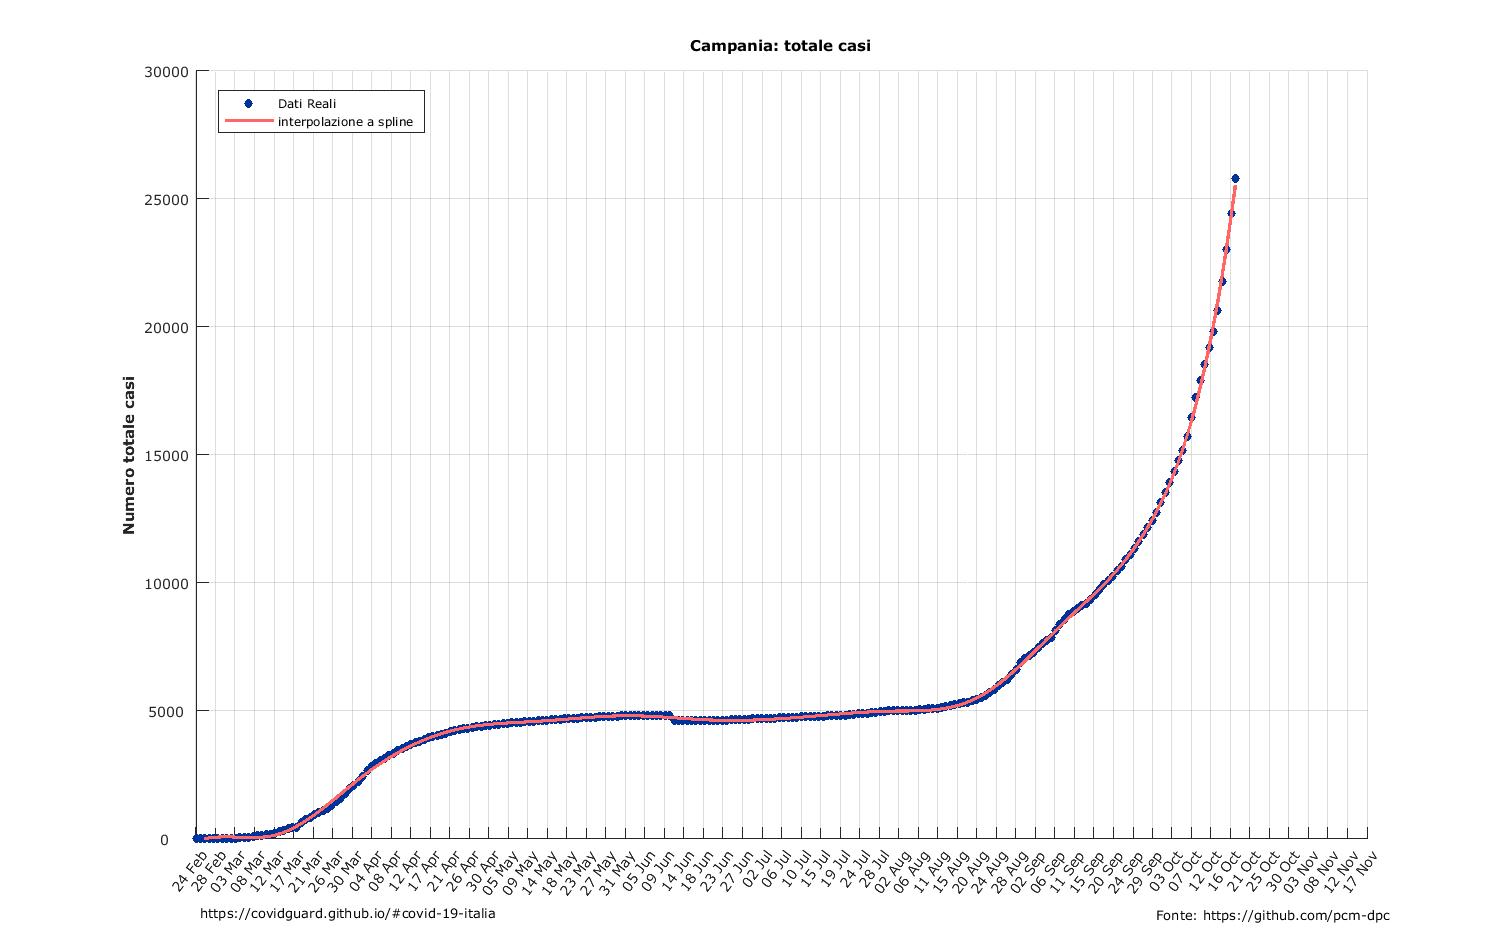 Campania: totale casi
30000
25000
20000
15000
10000
5000
0
Numero totale casi
Dati Reali
interpolazione a spline
24 Feb
28 Feb
03 Mar
08 Mar
12 Mar
17 Mar
21 Mar
26 Mar
30 Mar
04 Apr
08 Apr
12 Apr
17 Apr
21 Apr
26 Apr
30 Apr
05 May
09 May
14 May
18 May
23 May
27 May
31 May
05 Jun
09 Jun
14 Jun
18 Jun
23 Jun
27 Jun
02 Jul
06 Jul
10 Jul
15 Jul
19 Jul
24 Jul
28 Jul
02 Aug
06 Aug
11 Aug
15 Aug
20 Aug
24 Aug
28 Aug
02 Sep
06 Sep
11 Sep
15 Sep
20 Sep
24 Sep
29 Sep
03 Oct
07 Oct
12 Oct
16 Oct
21 Oct
25 Oct
30 Oct
03 Nov
08 Nov
12 Nov
17 Nov
https://covidguard.github.io/#covid-19-italia
Fonte: https://github.com/pcm-dpc